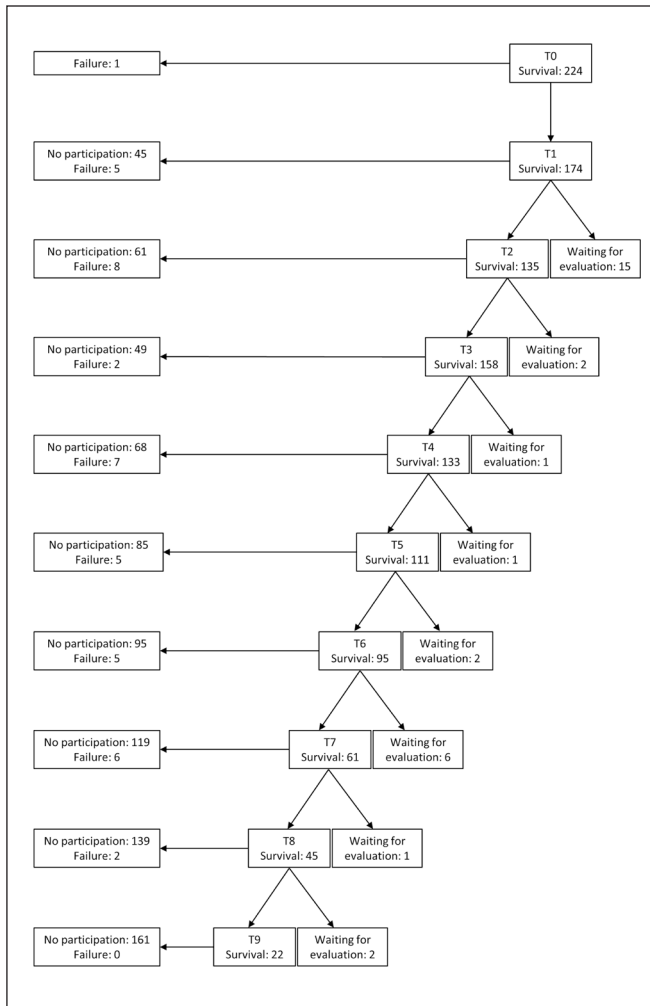 Failure: 1
T0
Survival: 224
No participation: 45
Failure: 5
T1
Survival: 174
No participation: 61
Failure: 8
T2
Survival: 135
Waiting for
evaluation: 15
No participation: 49
Failure: 2
T3
Survival: 158
Waiting for
evaluation: 2
No participation: 68
Failure: 7
T4
Survival: 133
Waiting for
evaluation: 1
No participation: 85
Failure: 5
T5
Survival: 111
Waiting for
evaluation: 1
No participation: 95
Failure: 5
T6
Survival: 95
Waiting for
evaluation: 2
No participation: 119
Failure: 6
T7
Survival: 61
Waiting for
evaluation: 6
No participation: 139
Failure: 2
T8
Survival: 45
Waiting for
evaluation: 1
No participation: 161
Failure: 0
T9
Survival: 22
Waiting for
evaluation: 2